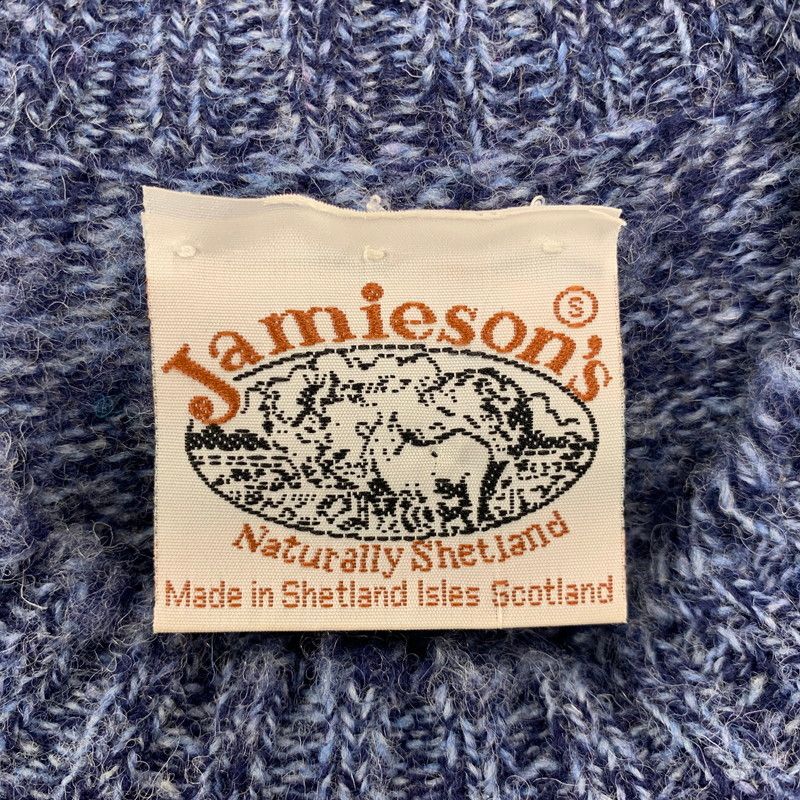 Jamieson's
S
Naturally Shetland
Made in Shetland Isles Scotland